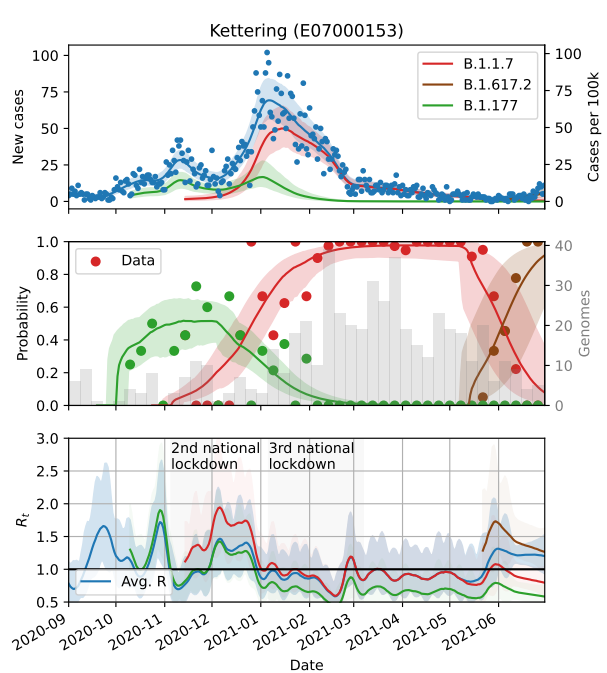 Kettering (E07000153)
New cases
100
75
50
25
0
B.1.1.7
B.1.617.2
B.1.177
100
75
50
25
0
Cases per 100k
Probability
1.0
0.8
0.6
0.4
0.2
0.0
Data
40
30
20
10
0
Genomes
R_t
3.0
2.5
2.0
1.5
1.0
0.5
2nd national
lockdown
3rd national
lockdown
Avg. R
2020-09
2020-10
2020-11
2020-12
2021-01
2021-02
2021-03
2021-04
2021-05
2021-06
Date